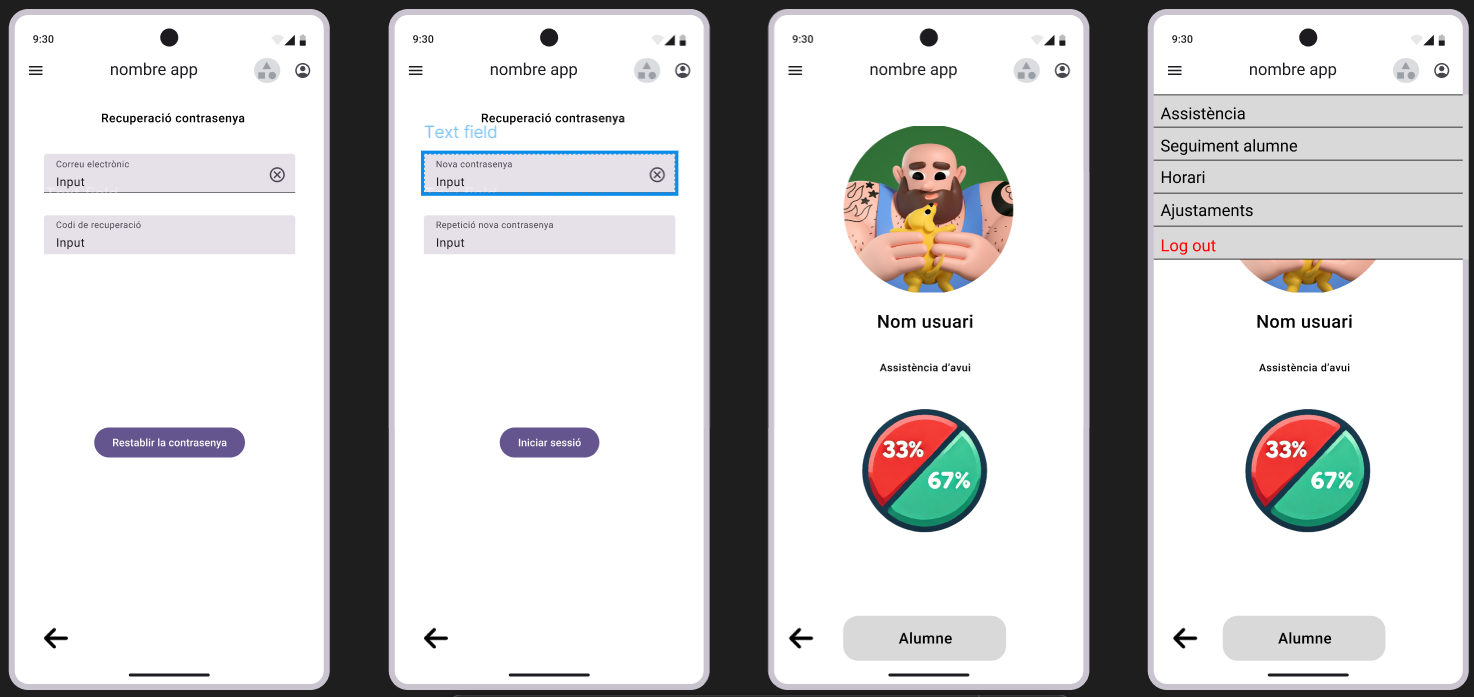 9:30
nombre app
Recuperació contrasenya
Correu electrònic
Input
Codi de recuperació
Input
Restablir la contrasenya
9:30
nombre app
Recuperació contrasenya
Text field
Nova contrasenya
Input
Repetició nova contrasenya
Input
Iniciar sessió
9:30
nombre app
Nom usuari
Assistència d'avui
33%
67%
Alumne
9:30
nombre app
Assistència
Seguiment alumne
Horari
Ajustaments
Log out
Nom usuari
Assistència d'avui
33%
67%
Alumne